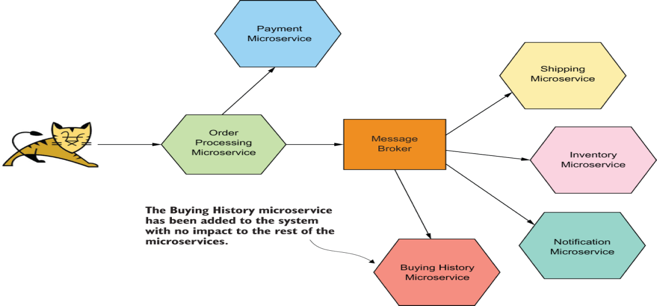 Payment
Microservice
Shipping
Microservice
Order
Processing
Microservice
Message
Broker
Inventory
Microservice
The Buying History microservice
has been added to the system
with no impact to the rest of the
microservices.
Notification
Microservice
Buying History
Microservice